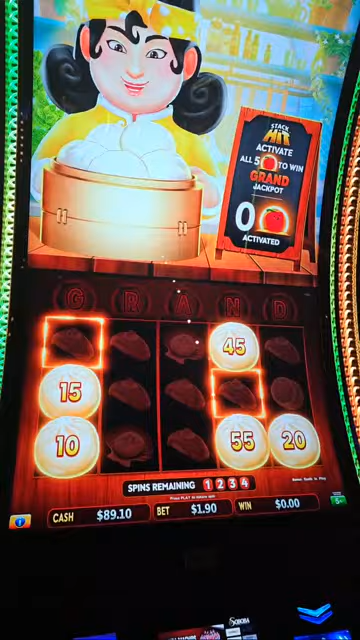 STACK
HIT
ACTIVATE
ALL 5 TO WIN
GRAND
JACKPOT
0
ACTIVATED
G R A N D
45
15
10 55 20
SPINS REMAINING 1 2 3 4
CASH $89.10 BET $1.90 WIN $0.00